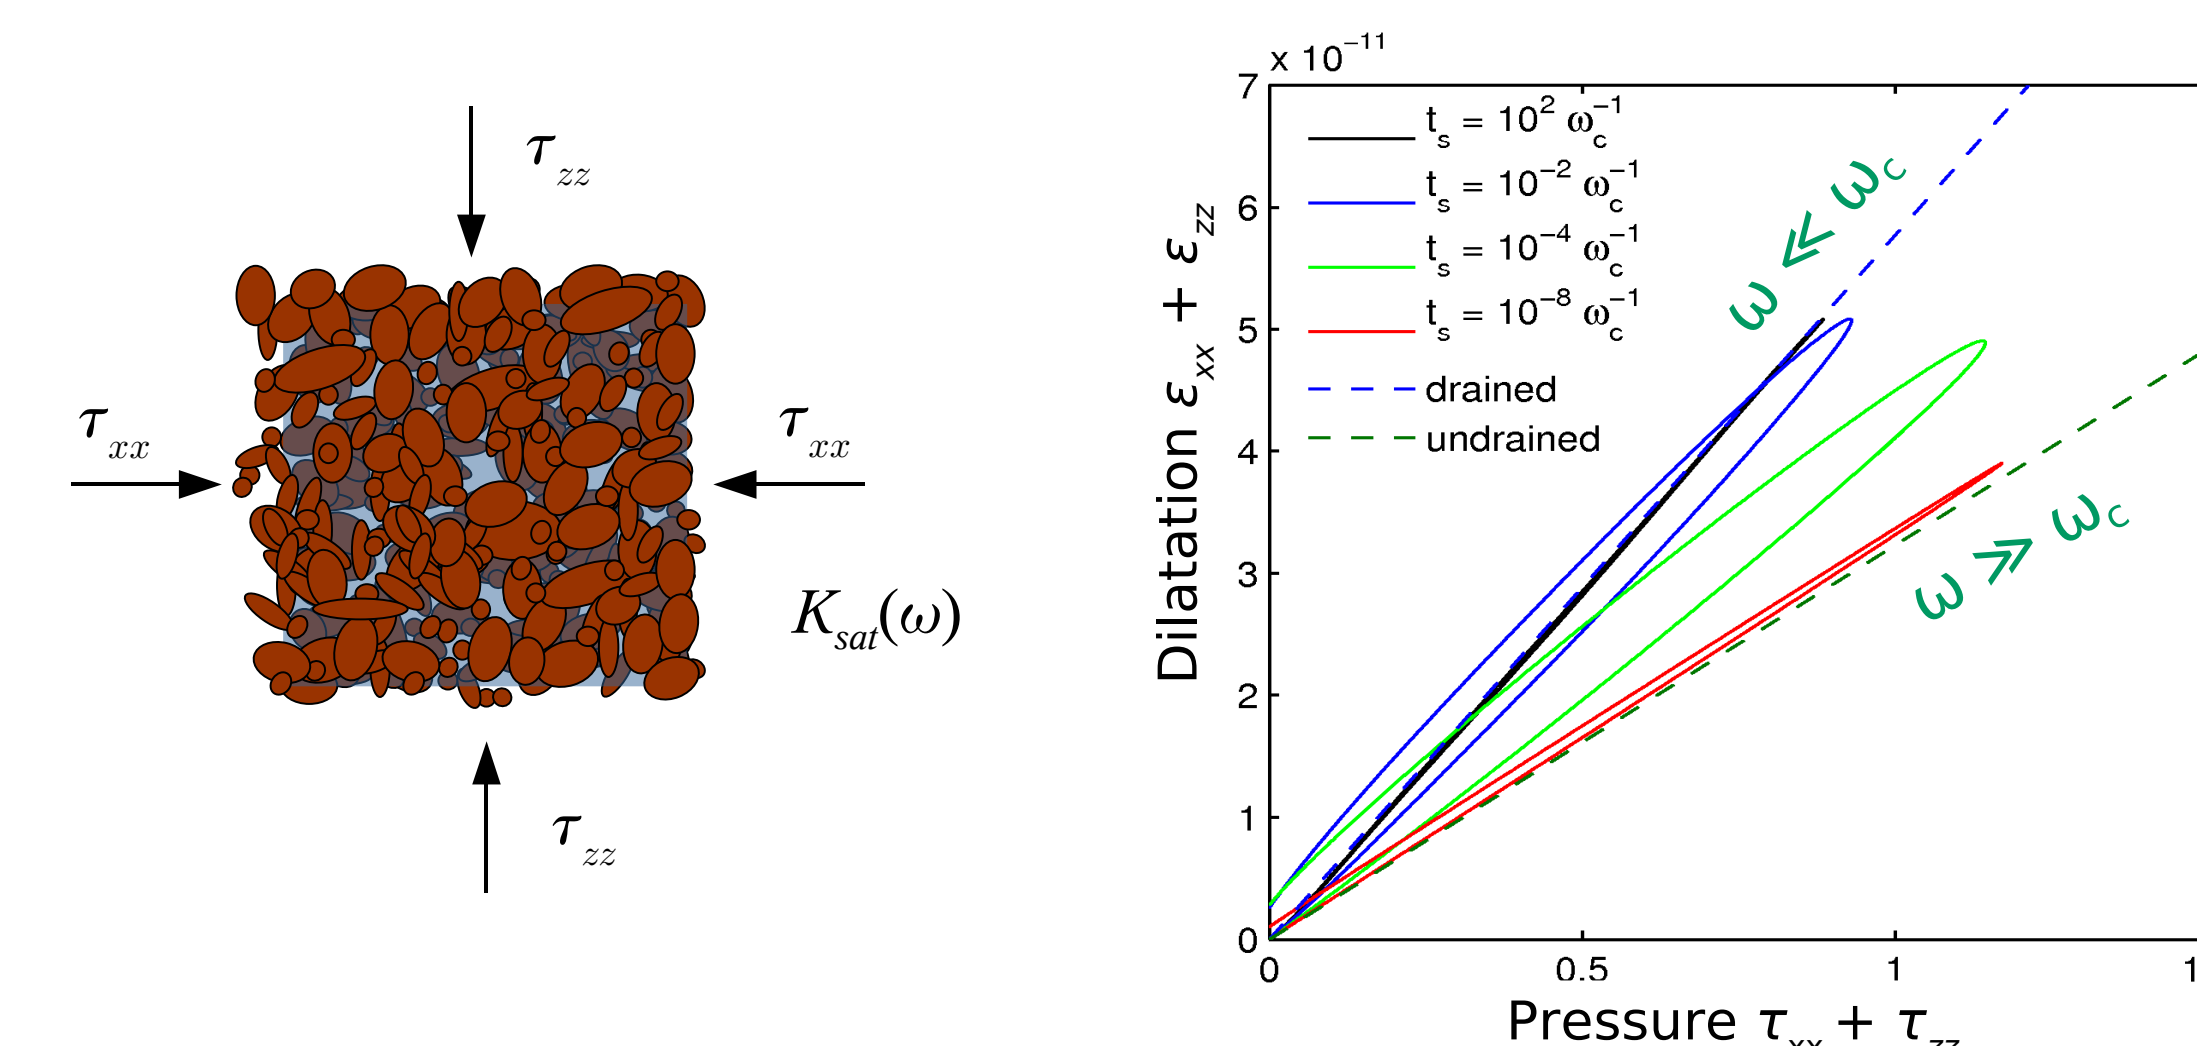 τzz
τxx
τxx
Ksat(ω)
τzz
x 10−11
7
6
5
4
3
2
1
0
0
0.5
1
Dilatation εxx + εzz
ts = 102 ωc−1
ts = 10−2 ωc−1
ts = 10−4 ωc−1
ts = 10−8 ωc−1
drained
undrained
ω ≪ ωc
ω ≫ ωc
Pressure τxx + τzz